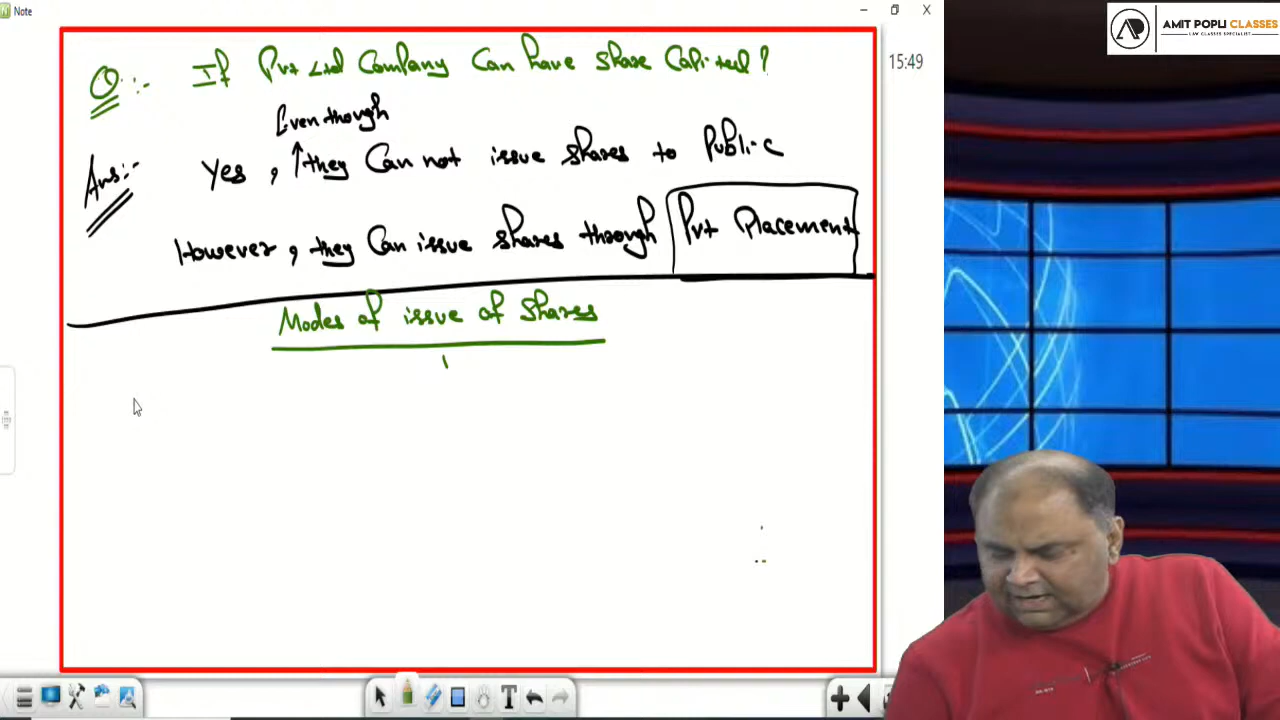 Note
AMIT POPLI CLASSES
LAW CLASSES SPECIALIST
15:49
Q:- If Pvt Ltd Company Can have share Capital?
Even though
Ans:- Yes, they Can not issue shares to Public
However, they Can issue shares through Pvt Placement
Modes of issue of shares